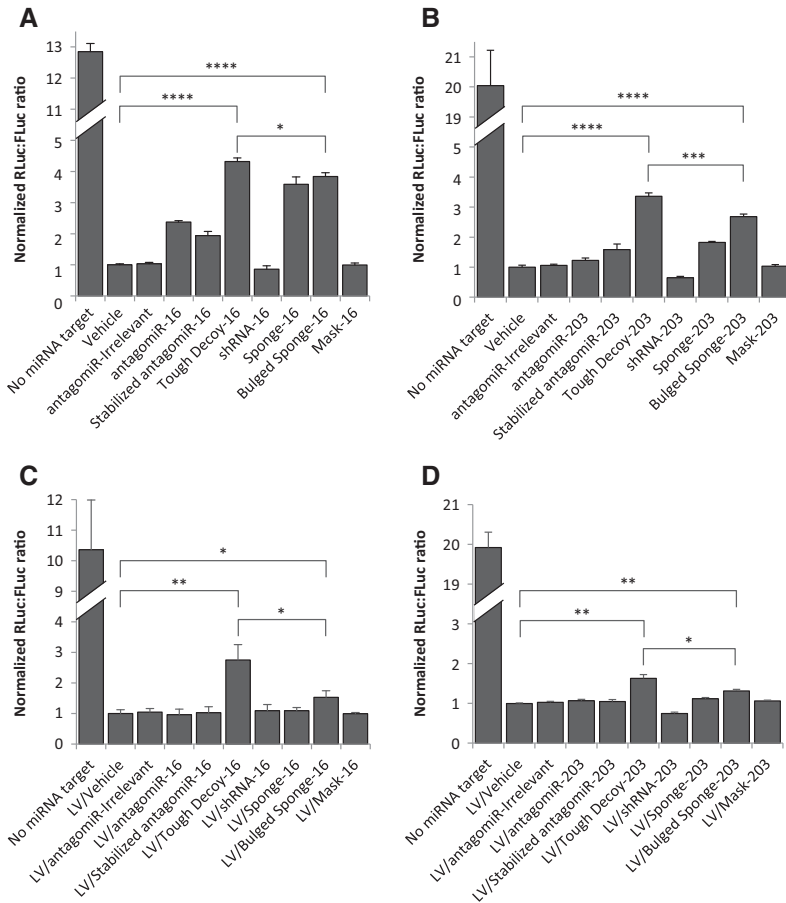 A
Normalized RLuc:FLuc ratio
13
12
11
5
4
3
2
1
0
****
****
*
No miRNA target
Vehicle
antagomiR-Irrelevant
antagomiR-16
Stabilized antagomiR-16
Tough Decoy-16
shRNA-16
Sponge-16
Bulged Sponge-16
Mask-16
B
Normalized RLuc:FLuc ratio
21
20
19
5
4
3
2
1
0
****
****
***
No miRNA target
Vehicle
antagomiR-Irrelevant
antagomiR-203
Stabilized antagomiR-203
Tough Decoy-203
shRNA-203
Sponge-203
Bulged Sponge-203
Mask-203
C
Normalized RLuc:FLuc ratio
12
11
10
9
4
3
2
1
0
*
**
*
No miRNA target
LV/Vehicle
LV/antagomiR-Irrelevant
LV/antagomiR-16
LV/Stabilized antagomiR-16
LV/Tough Decoy-16
LV/shRNA-16
LV/Sponge-16
LV/Bulged Sponge-16
LV/Mask-16
D
Normalized RLuc:FLuc ratio
21
20
19
3
2
1
0
**
**
*
No miRNA target
LV/Vehicle
LV/antagomiR-Irrelevant
LV/antagomiR-203
LV/Stabilized antagomiR-203
LV/Tough Decoy-203
LV/shRNA-203
LV/Sponge-203
LV/Bulged Sponge-203
LV/Mask-203